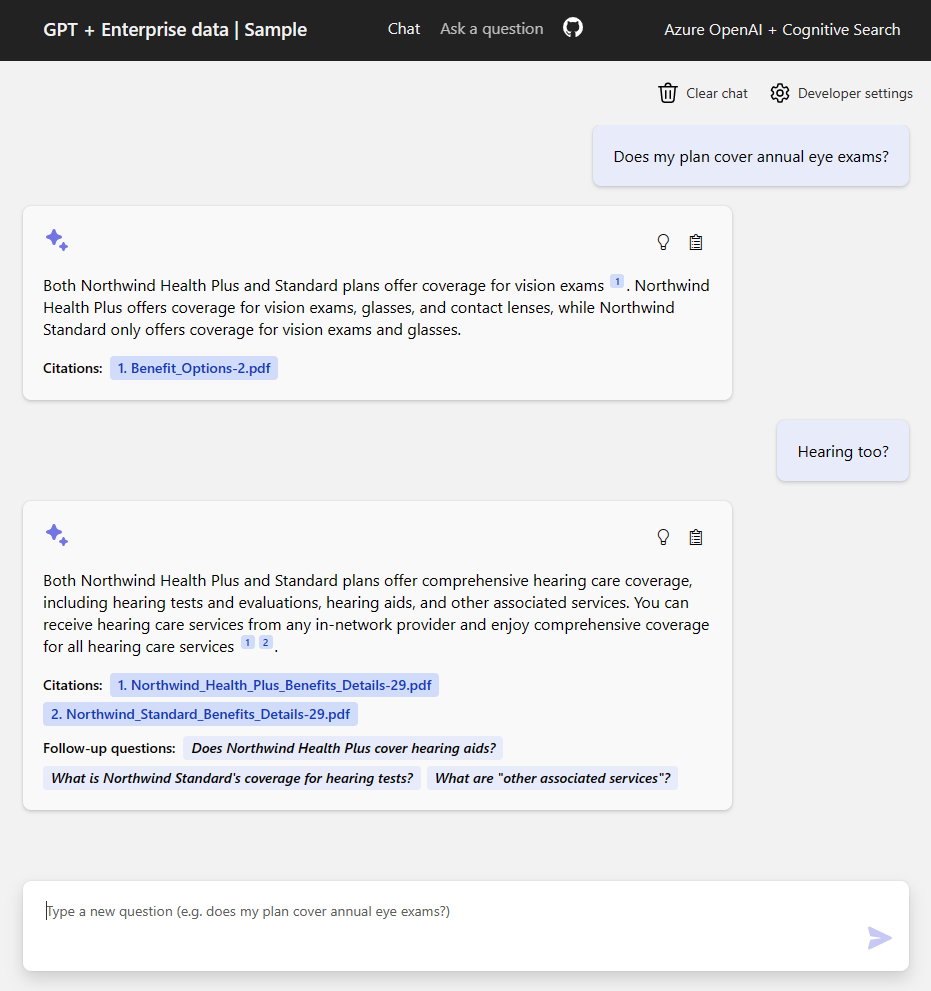 GPT + Enterprise data | Sample
Chat
Ask a question
Azure OpenAI + Cognitive Search
Clear chat
Developer settings
Does my plan cover annual eye exams?
Both Northwind Health Plus and Standard plans offer coverage for vision exams 1 . Northwind
Health Plus offers coverage for vision exams, glasses, and contact lenses, while Northwind
Standard only offers coverage for vision exams and glasses.
Citations: 1. Benefit_Options-2.pdf
Hearing too?
Both Northwind Health Plus and Standard plans offer comprehensive hearing care coverage,
including hearing tests and evaluations, hearing aids, and other associated services. You can
receive hearing care services from any in-network provider and enjoy comprehensive coverage
for all hearing care services 1 2 .
Citations: 1. Northwind_Health_Plus_Benefits_Details-29.pdf
2. Northwind_Standard_Benefits_Details-29.pdf
Follow-up questions: Does Northwind Health Plus cover hearing aids?
What is Northwind Standard's coverage for hearing tests? What are "other associated services"?
Type a new question (e.g. does my plan cover annual eye exams?)